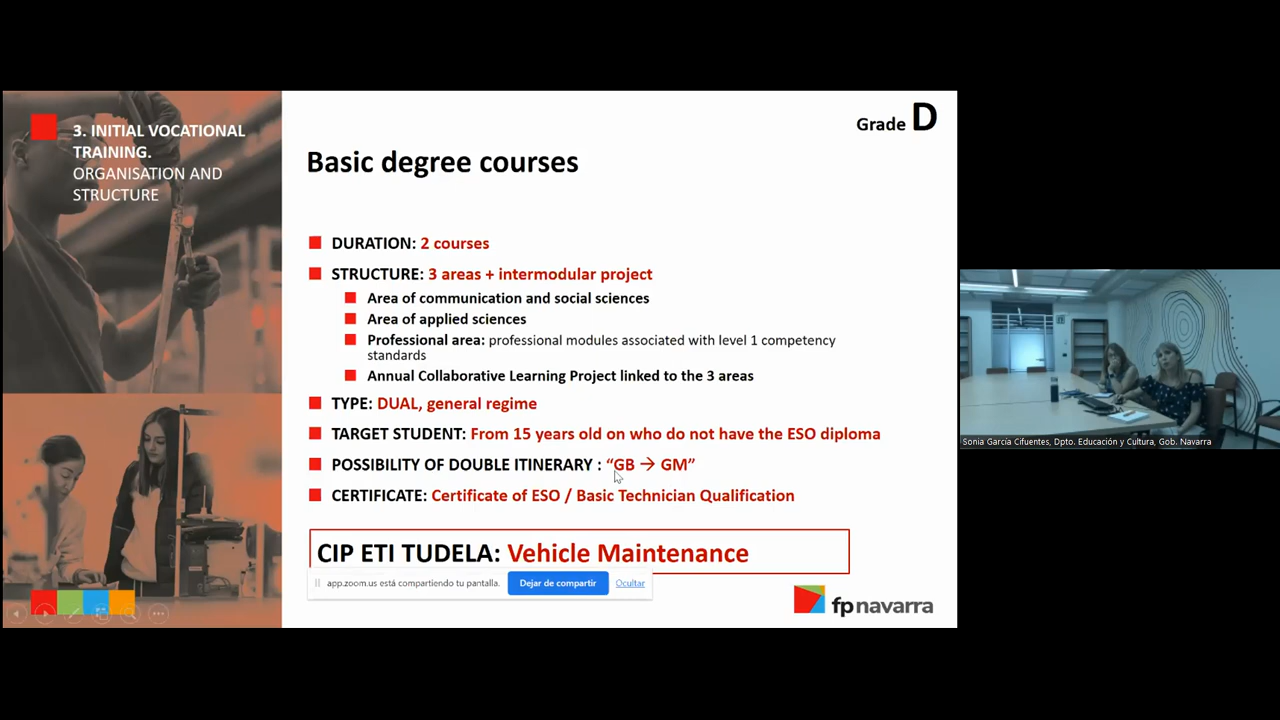 3. INITIAL VOCATIONAL
TRAINING.
ORGANISATION AND
STRUCTURE
Grade D
Basic degree courses
DURATION: 2 courses
STRUCTURE: 3 areas + intermodular project
Area of communication and social sciences
Area of applied sciences
Professional area: professional modules associated with level 1 competency
standards
Annual Collaborative Learning Project linked to the 3 areas
TYPE: DUAL, general regime
TARGET STUDENT: From 15 years old on who do not have the ESO diploma
POSSIBILITY OF DOUBLE ITINERARY : “GB → GM”
CERTIFICATE: Certificate of ESO / Basic Technician Qualification
CIP ETI TUDELA: Vehicle Maintenance
app.zoom.us está compartiendo tu pantalla.
Dejar de compartir
Ocultar
fpnavarra
Sonia García Cifuentes, Dpto. Educación y Cultura, Gob. Navarra